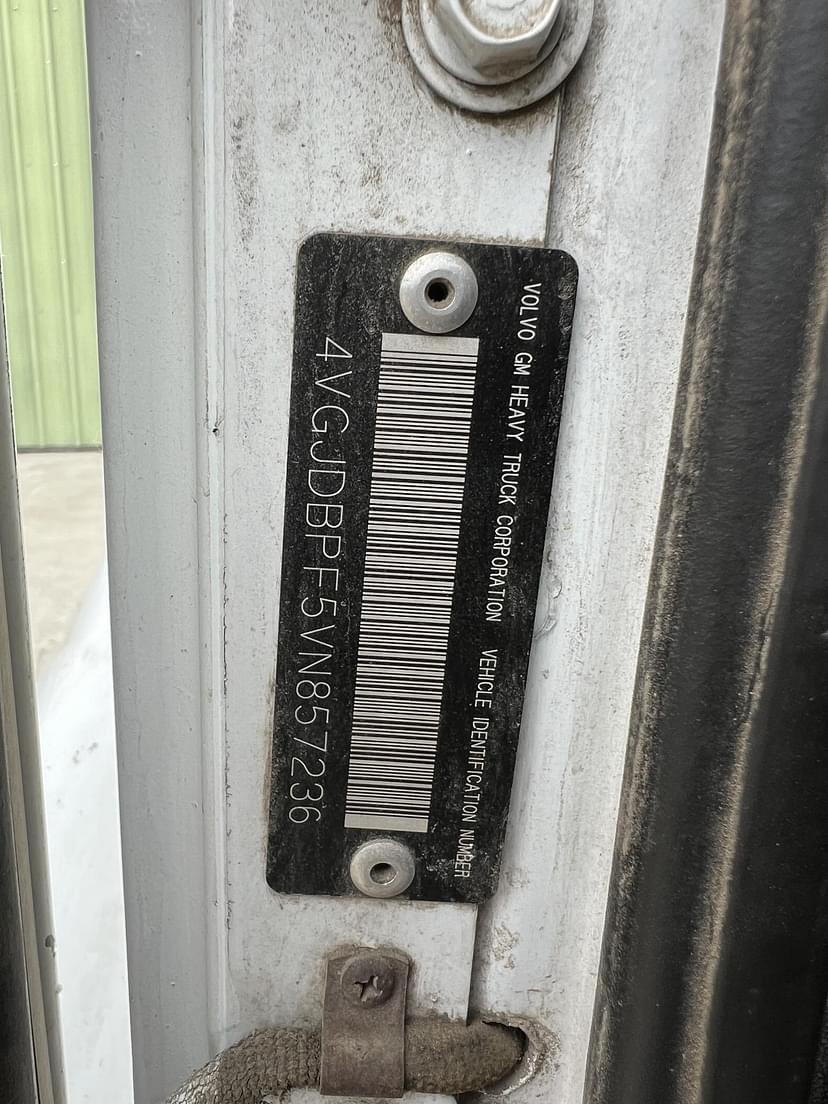 VOLVO GM HEAVY TRUCK CORPORATION VEHICLE IDENTIFICATION NUMBER
4VGJDBPF5VN857236